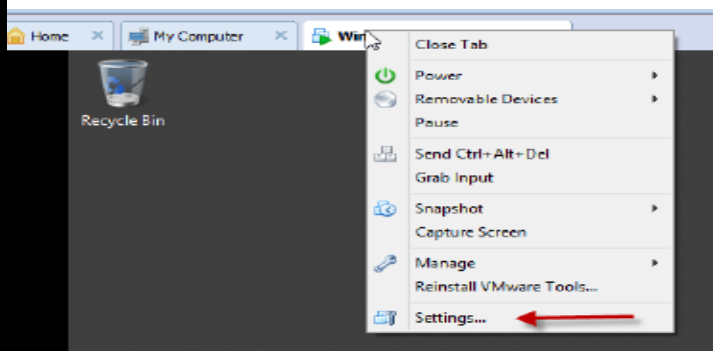 Home
My Computer
Win
Close Tab
Recycle Bin
Power
Removable Devices
Pause
Send Ctrl+Alt+Del
Grab Input
Snapshot
Capture Screen
Manage
Reinstall VMware Tools...
Settings...